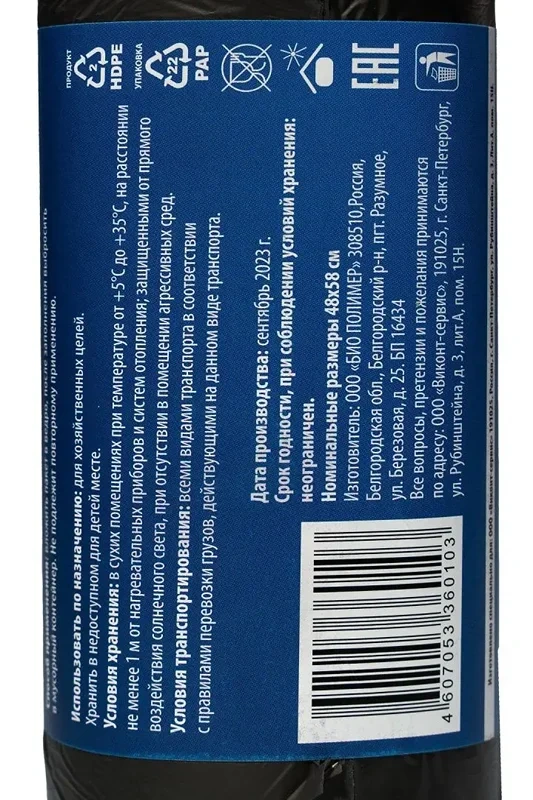 ПРОДУКТ
2
HDPE
УПАКОВКА
22
PAP
EAC
в мусорный контейнер. Не подлежит повторному применению.
Использовать по назначению: для хозяйственных целей.
Хранить в недоступном для детей месте.
Условия хранения: в сухих помещениях при температуре от +5°С до +35°С, на расстоянии
не менее 1 м от нагревательных приборов и систем отопления; защищенными от прямого
воздействия солнечного света, при отсутствии в помещении агрессивных сред.
Условия транспортирования: всеми видами транспорта в соответствии
с правилами перевозки грузов, действующими на данном виде транспорта.
Дата производства: сентябрь 2023 г.
Срок годности, при соблюдении условий хранения:
неограничен.
Номинальные размеры 48x58 см
Изготовитель: ООО «БИО ПОЛИМЕР» 308510,Россия,
Белгородская обл., Белгородский р-н, пгт. Разумное,
ул. Березовая, д. 25. БП 16434
Все вопросы, претензии и пожелания принимаются
по адресу: ООО «Виконт-сервис», 191025, г. Санкт-Петербург,
ул. Рубинштейна, д. 3, лит.А, пом. 15Н.
4 607053 360103